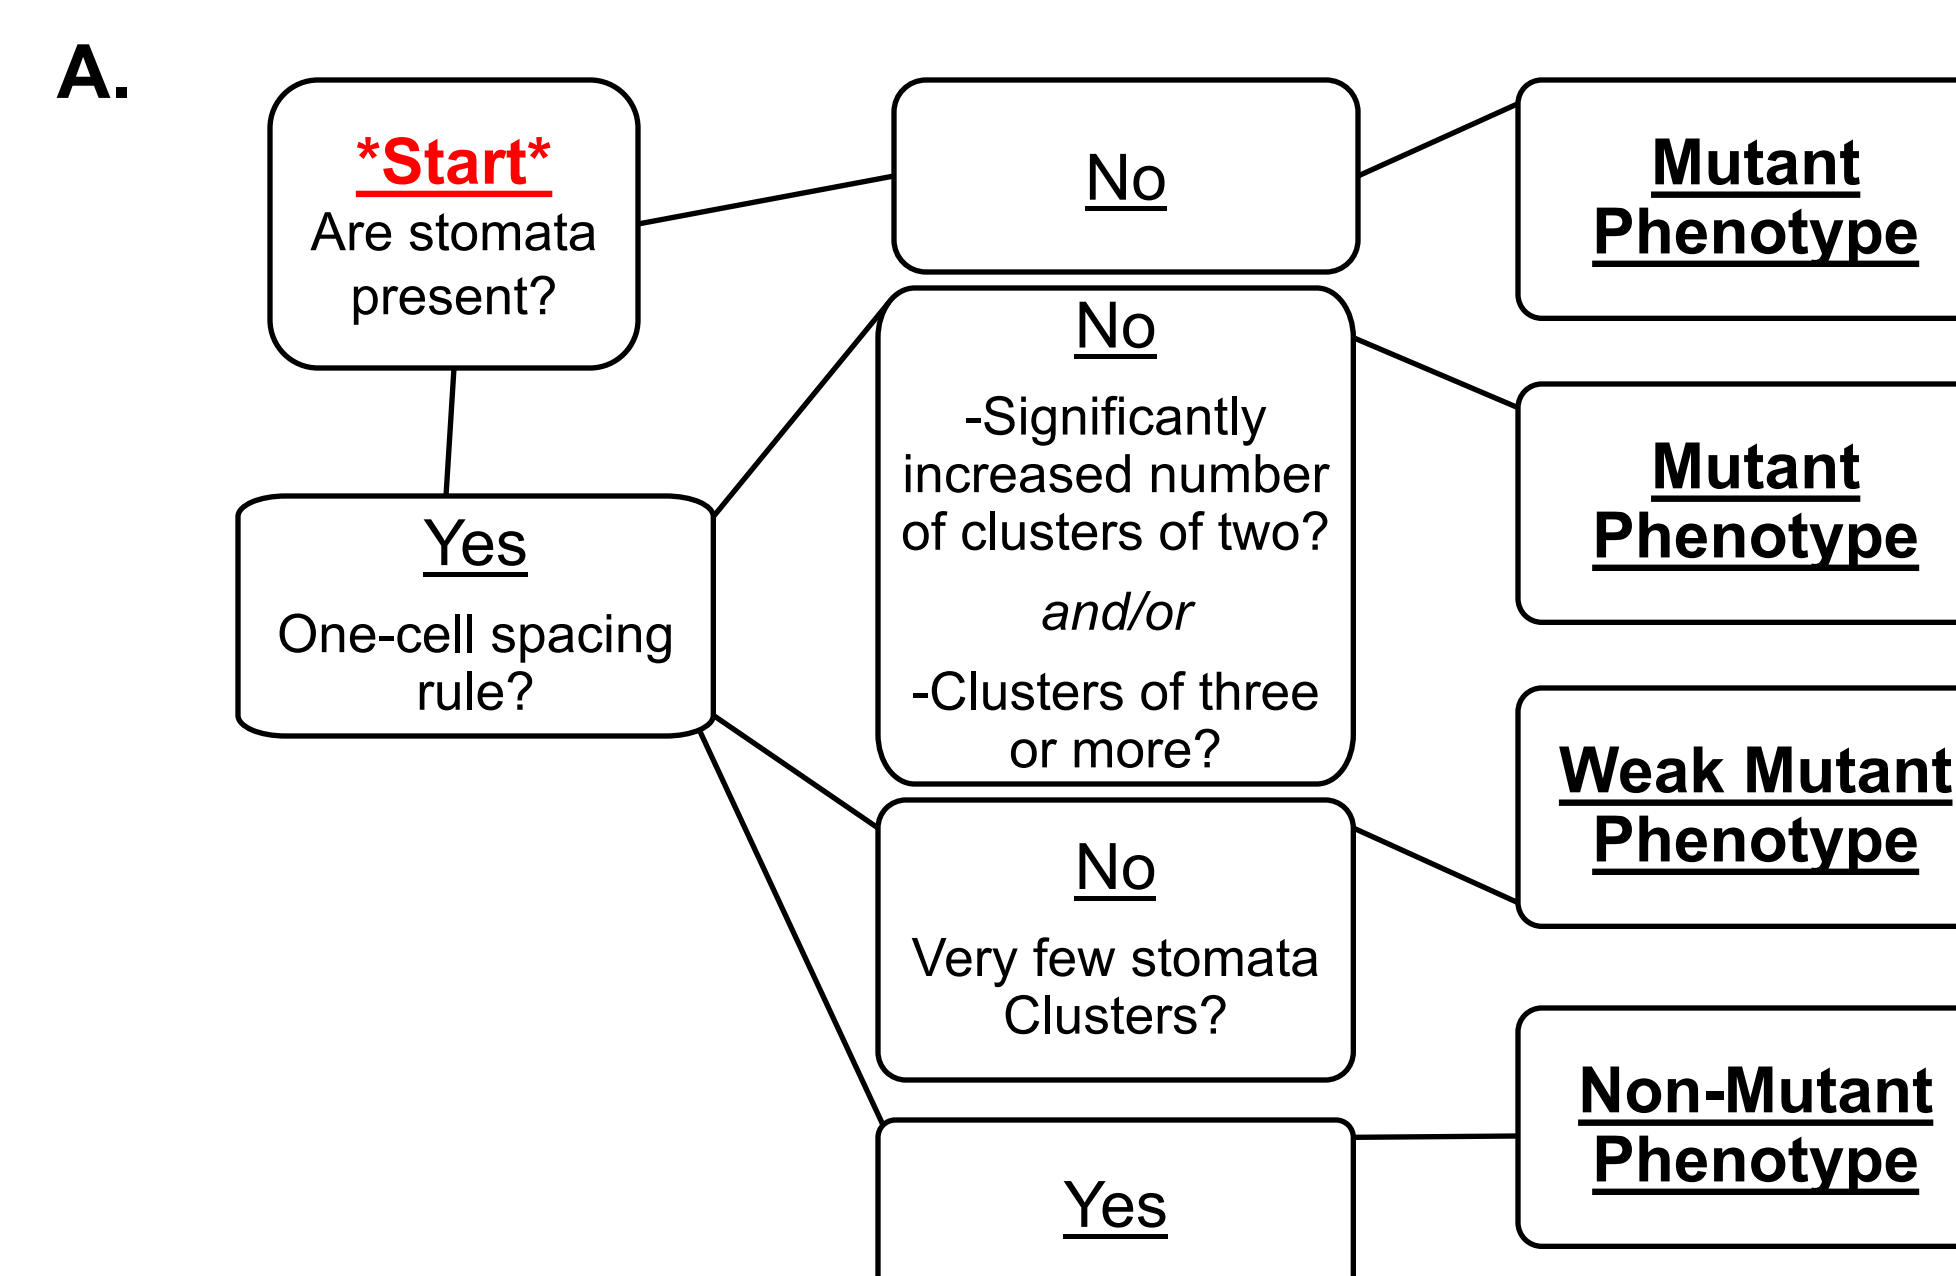 A.
*Start*
Are stomata
present?
No
Mutant
Phenotype
Yes
One-cell spacing
rule?
No
-Significantly
increased number
of clusters of two?
and/or
-Clusters of three
or more?
Mutant
Phenotype
No
Very few stomata
Clusters?
Weak Mutant
Phenotype
Yes
Non-Mutant
Phenotype